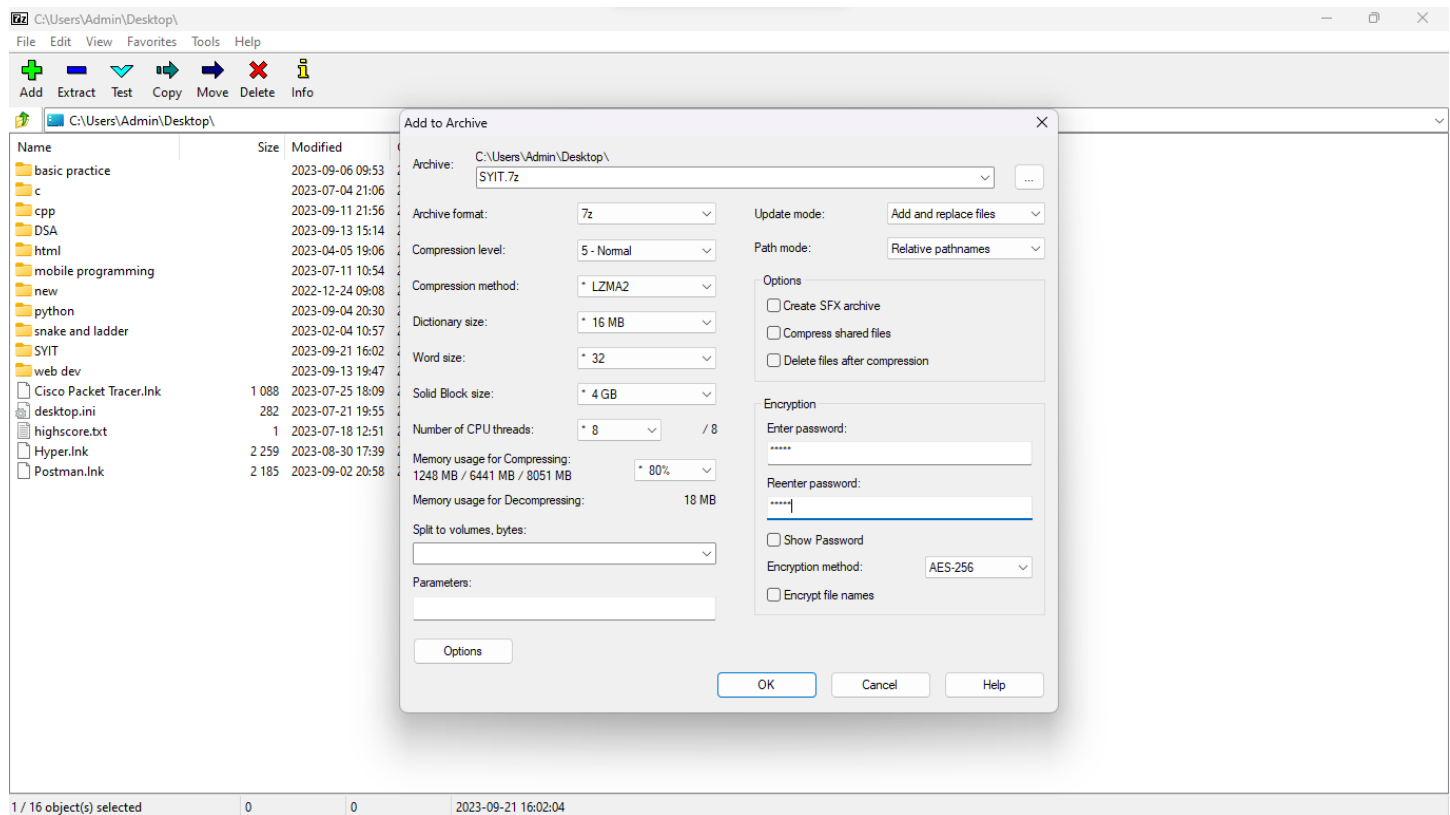 7z C:\Users\Admin\Desktop\
File Edit View Favorites Tools Help
Add Extract Test Copy Move Delete Info
C:\Users\Admin\Desktop\
Name Size Modified
basic practice 2023-09-06 09:53
c 2023-07-04 21:06
cpp 2023-09-11 21:56
DSA 2023-09-13 15:14
html 2023-04-05 19:06
mobile programming 2023-07-11 10:54
new 2022-12-24 09:08
python 2023-09-04 20:30
snake and ladder 2023-02-04 10:57
SYIT 2023-09-21 16:02
web dev 2023-09-13 19:47
Cisco Packet Tracer.lnk 1 088 2023-07-25 18:09
desktop.ini 282 2023-07-21 19:55
highscore.txt 1 2023-07-18 12:51
Hyper.lnk 2 259 2023-08-30 17:39
Postman.lnk 2 185 2023-09-02 20:58
Add to Archive
Archive: C:\Users\Admin\Desktop\
SYIT.7z
...
Archive format: 7z
Compression level: 5 - Normal
Compression method: * LZMA2
Dictionary size: * 16 MB
Word size: * 32
Solid Block size: * 4 GB
Number of CPU threads: * 8 / 8
Memory usage for Compressing:
1248 MB / 6441 MB / 8051 MB * 80%
Memory usage for Decompressing: 18 MB
Split to volumes, bytes:
Parameters:
Options
Update mode: Add and replace files
Path mode: Relative pathnames
Options
Create SFX archive
Compress shared files
Delete files after compression
Encryption
Enter password:
*****
Reenter password:
*****
Show Password
Encryption method: AES-256
Encrypt file names
OK Cancel Help
1 / 16 object(s) selected 0 0 2023-09-21 16:02:04